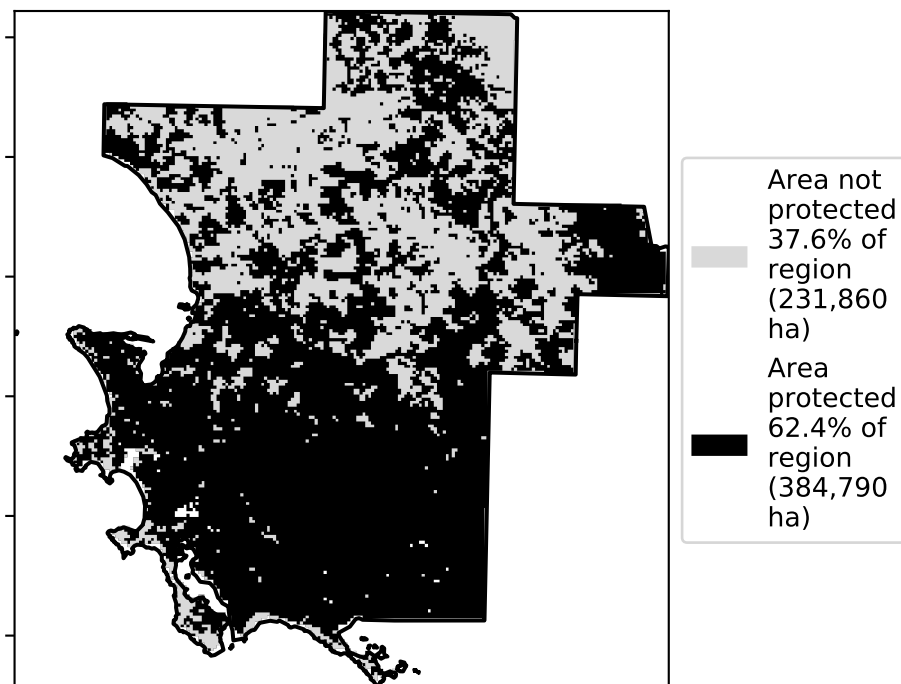 Area not
protected
37.6% of
region
(231,860
ha)
Area
protected
62.4% of
region
(384,790
ha)